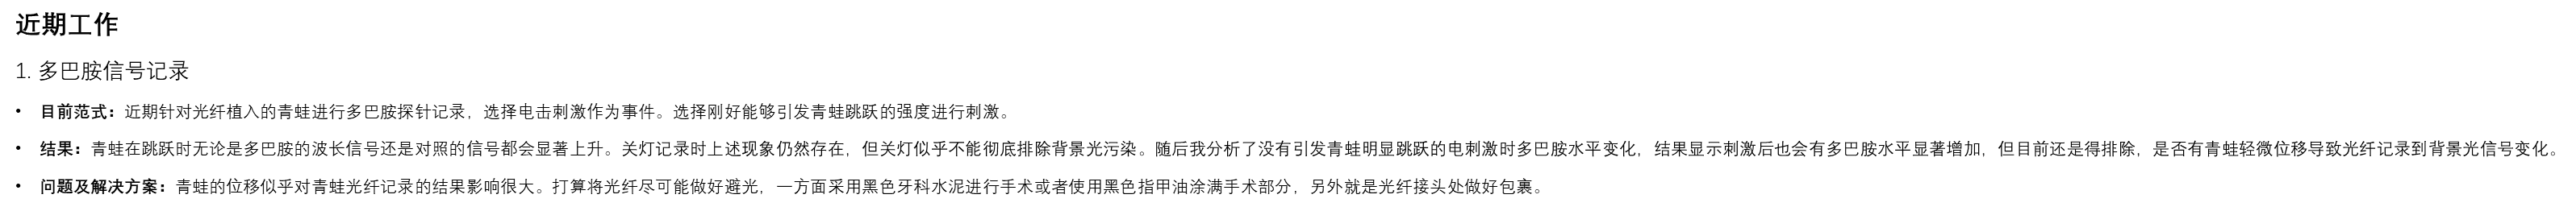 近期工作
1. 多巴胺信号记录
• 目前范式：近期针对光纤植入的青蛙进行多巴胺探针记录，选择电击刺激作为事件。选择刚好能够引发青蛙跳跃的强度进行刺激。
• 结果：青蛙在跳跃时无论是多巴胺的波长信号还是对照的信号都会显著上升。关灯记录时上述现象仍然存在，但关灯似乎不能彻底排除背景光污染。随后我分析了没有引发青蛙明显跳跃的电刺激时多巴胺水平变化，结果显示刺激后也会有多巴胺水平显著增加，但目前还是得排除，是否有青蛙轻微位移导致光纤记录到背景光信号变化。
• 问题及解决方案：青蛙的位移似乎对青蛙光纤记录的结果影响很大。打算将光纤尽可能做好避光，一方面采用黑色牙科水泥进行手术或者使用黑色指甲油涂满手术部分，另外就是光纤接头处做好包裹。